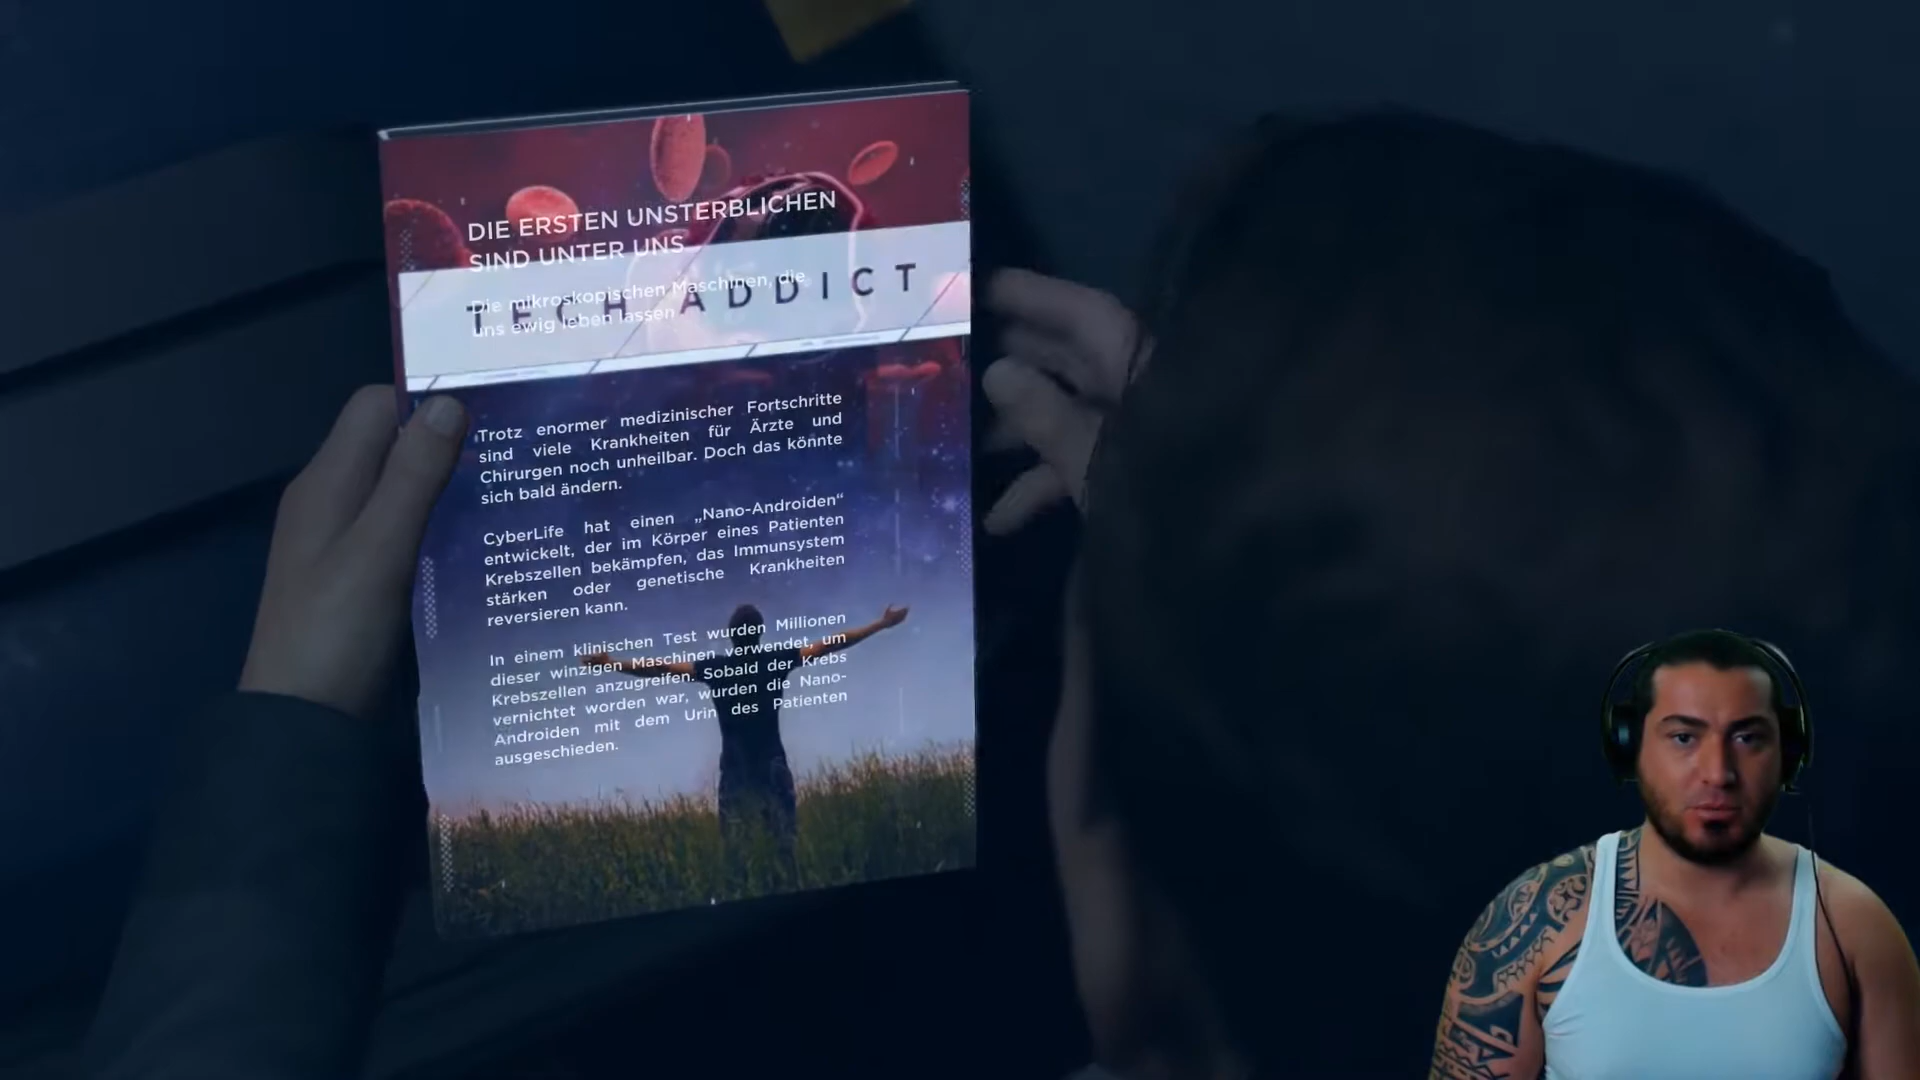 DIE ERSTEN UNSTERBLICHEN
SIND UNTER UNS
Die mikroskopischen Maschinen, die
uns ewig leben lassen
TECH ADDICT
Trotz enormer medizinischer Fortschritte
sind viele Krankheiten für Ärzte und
Chirurgen noch unheilbar. Doch das könnte
sich bald ändern.
CyberLife hat einen „Nano-Androiden“
entwickelt, der im Körper eines Patienten
Krebszellen bekämpfen, das Immunsystem
stärken oder genetische Krankheiten
reversieren kann.
In einem klinischen Test wurden Millionen
dieser winzigen Maschinen verwendet, um
Krebszellen anzugreifen. Sobald der Krebs
vernichtet worden war, wurden die Nano-
Androiden mit dem Urin des Patienten
ausgeschieden.